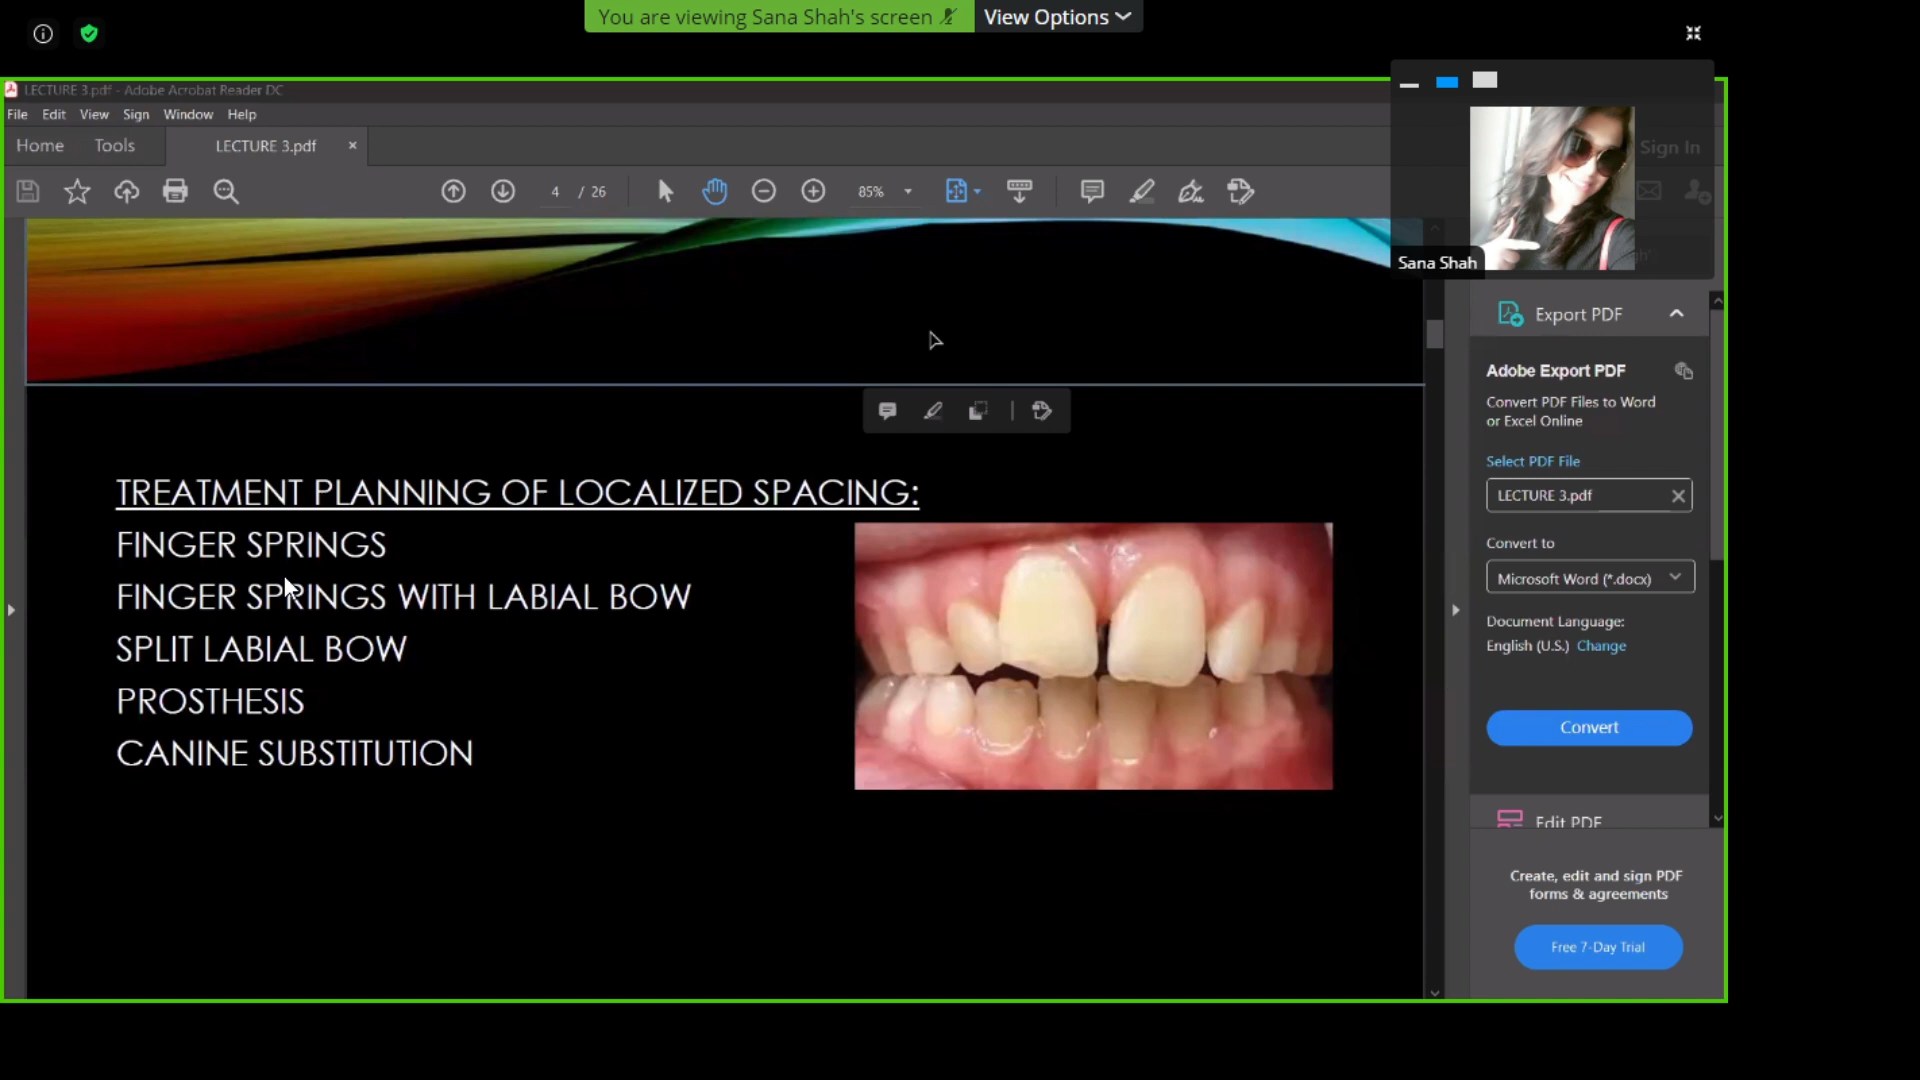 You are viewing Sana Shah's screen
View Options
LECTURE 3.pdf - Adobe Acrobat Reader DC
File Edit View Sign Window Help
Home Tools LECTURE 3.pdf ×
Sign In
4 / 26 85%
Sana Shah
Export PDF
Adobe Export PDF
Convert PDF Files to Word
or Excel Online
Select PDF File
LECTURE 3.pdf
Convert to
Microsoft Word (*.docx)
Document Language:
English (U.S.) Change
Convert
Edit PDF
Create, edit and sign PDF
forms & agreements
Free 7-Day Trial
TREATMENT PLANNING OF LOCALIZED SPACING:
FINGER SPRINGS
FINGER SPRINGS WITH LABIAL BOW
SPLIT LABIAL BOW
PROSTHESIS
CANINE SUBSTITUTION